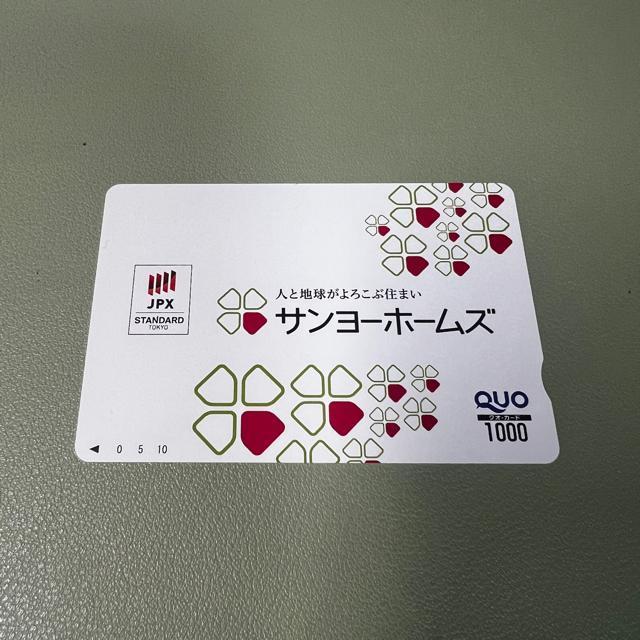 JPX
STANDARD
TOKYO
人と地球がよろこぶ住まい
サンヨーホームズ
QUO
クオ・カード
1000
◀ 0 5 10